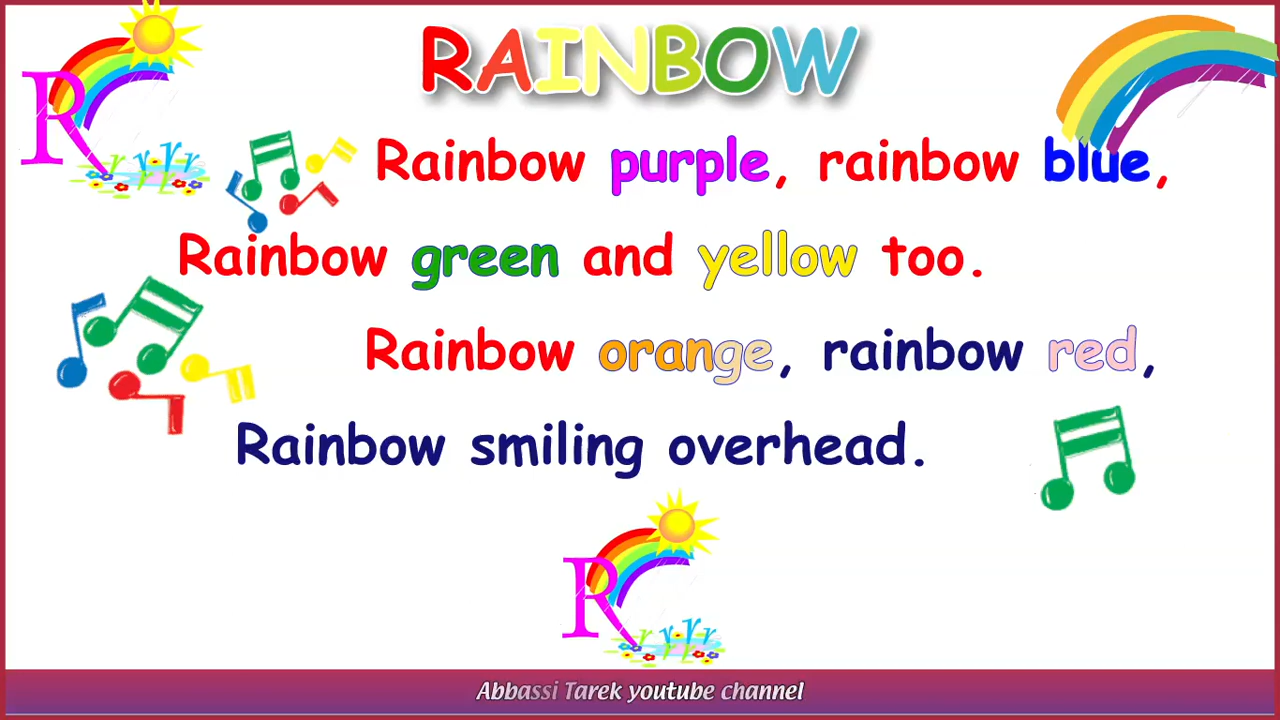 RAINBOW
R
r r r r
Rainbow purple, rainbow blue,
Rainbow green and yellow too.
Rainbow orange, rainbow red,
Rainbow smiling overhead.
R
r r r r
Abbassi Tarek youtube channel